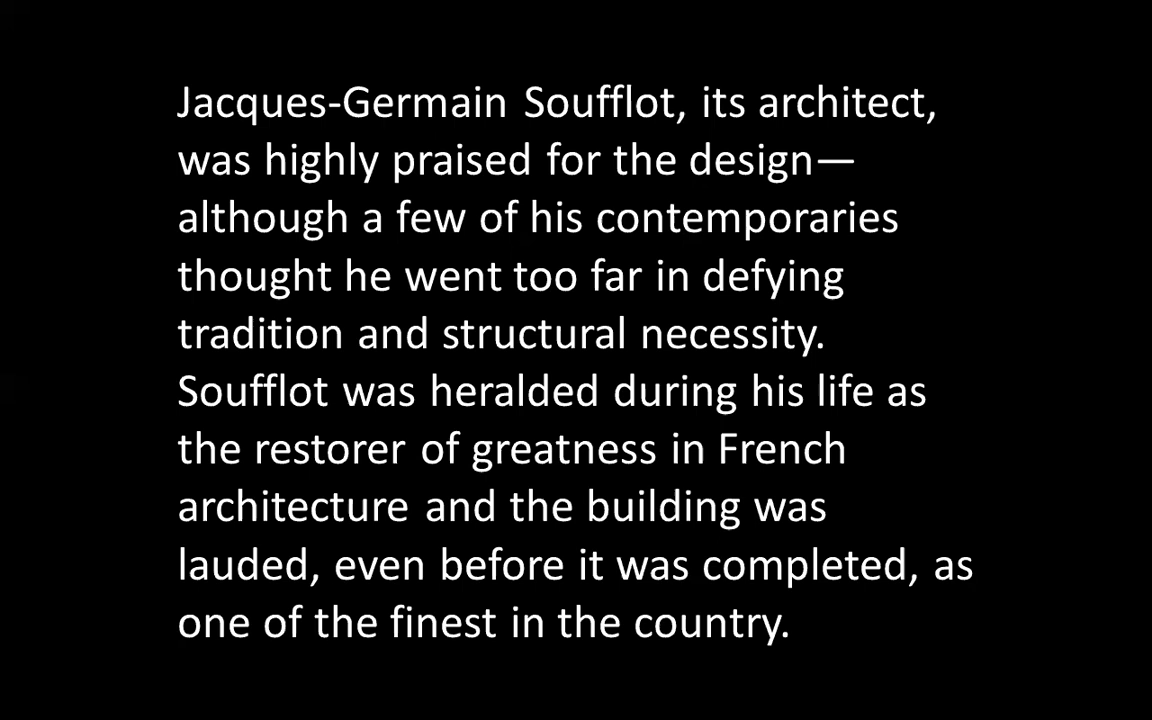 Jacques-Germain Soufflot, its architect,
was highly praised for the design—
although a few of his contemporaries
thought he went too far in defying
tradition and structural necessity.
Soufflot was heralded during his life as
the restorer of greatness in French
architecture and the building was
lauded, even before it was completed, as
one of the finest in the country.